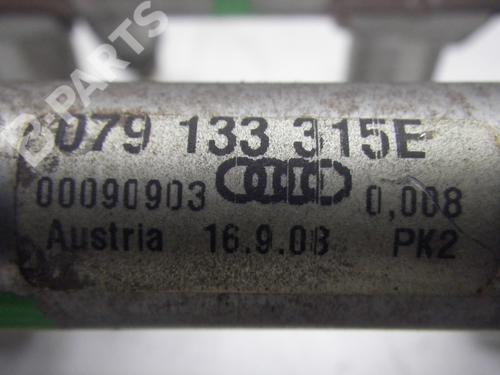 B-PARTS
079 133 315E
00090903 0,008
Austria 16.9.08 PK2